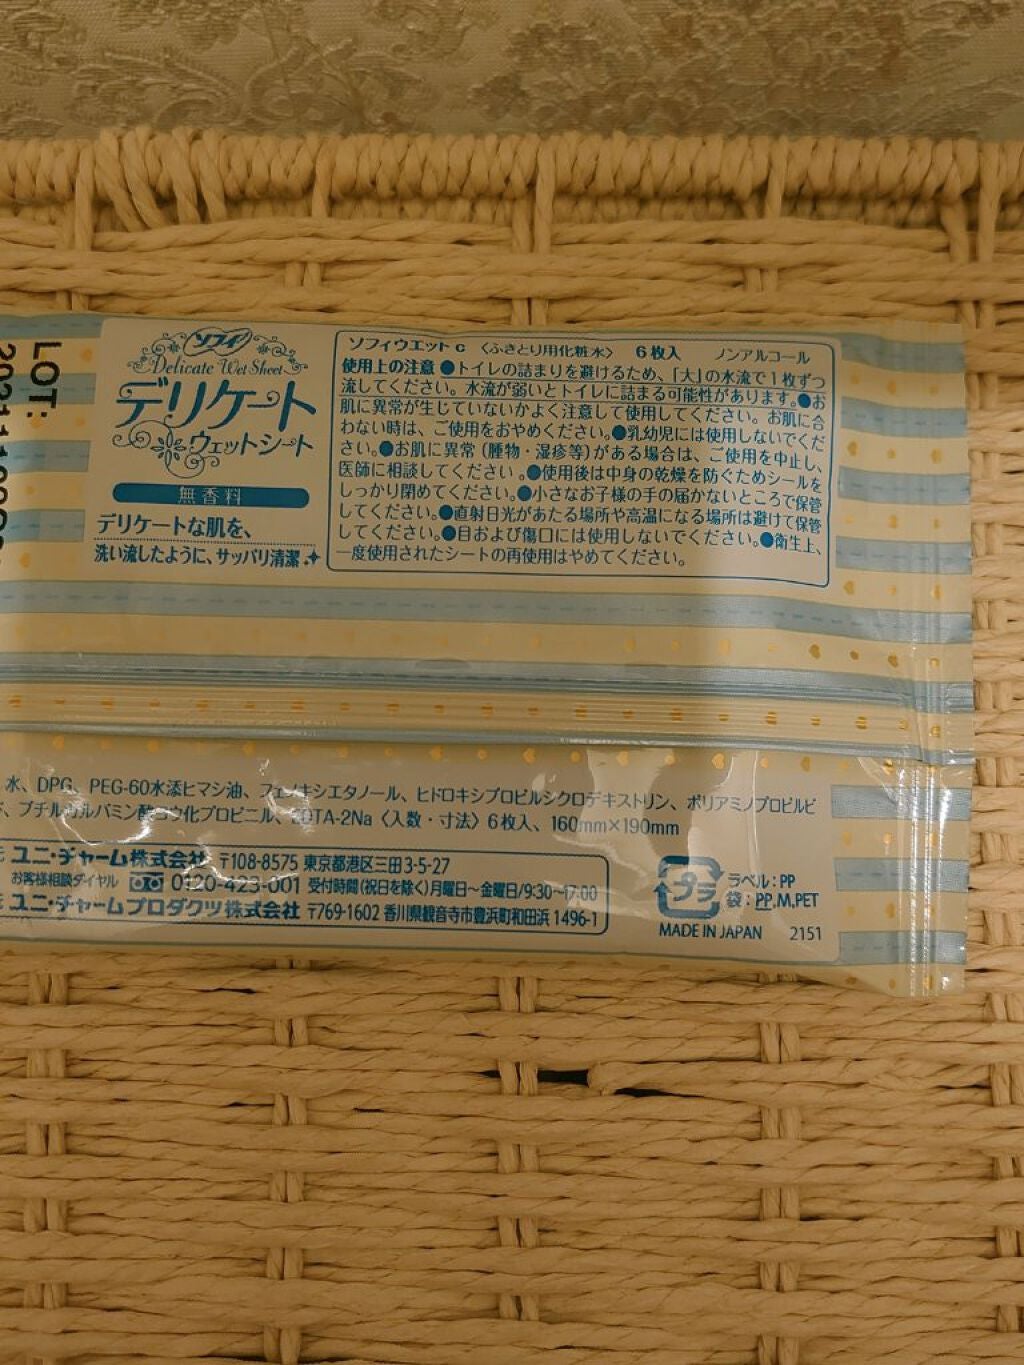 LOT:
ソフィ
Delicate Wet Sheet
デリケート
ウェットシート
無香料
デリケートな肌を、
洗い流したように、サッパリ清潔
ソフィウエットc 〈ふきとり用化粧水〉 6枚入 ノンアルコール
使用上の注意 ●トイレの詰まりを避けるため、「大」の水流で1枚ずつ
流してください。水流が弱いとトイレに詰まる可能性があります。●お
肌に異常が生じていないかよく注意して使用してください。お肌に合
わない時は、ご使用をおやめください。●乳幼児には使用しないでくだ
さい。●お肌に異常(腫物・湿疹等)がある場合は、ご使用を中止し、
医師に相談してください。●使用後は中身の乾燥を防ぐためシールを
しっかり閉めてください。●小さなお子様の手の届かないところで保管
してください。●直射日光があたる場所や高温になる場所は避けて保管
してください。●目および傷口には使用しないでください。●衛生上、
一度使用されたシートの再使用はやめてください。
水、DPG、PEG-60水添ヒマシ油、フェノキシエタノール、ヒドロキシプロピルシクロデキストリン、ポリアミノプロピルビ
、ブチルカルバミン酸ヨウ化プロピニル、EDTA-2Na 〈入数・寸法〉6枚入、160mm×190mm
ユニ・チャーム株式会社 〒108-8575 東京都港区三田3-5-27
お客様相談ダイヤル 0120-423-001 受付時間(祝日を除く)月曜日〜金曜日/9:30〜17:00
ユニ・チャームプロダクツ株式会社 〒769-1602 香川県観音寺市豊浜町和田浜 1496-1
プラ
ラベル:PP
袋:PP,M,PET
MADE IN JAPAN 2151